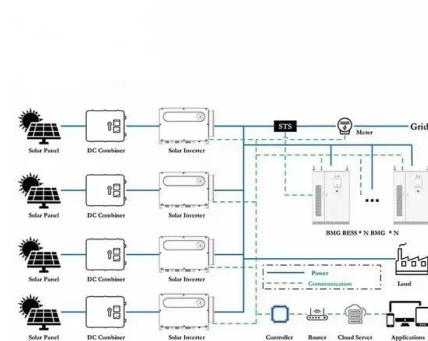 STS
Meter
Grid
Solar Panel
DC Combiner
Solar Inverter
Solar Panel
DC Combiner
Solar Inverter
BMG BESS * N BMG * N
Solar Panel
DC Combiner
Solar Inverter
Power
Communication
Load
Solar Panel
DC Combiner
Solar Inverter
Controller
Router
Cloud Server
Applications